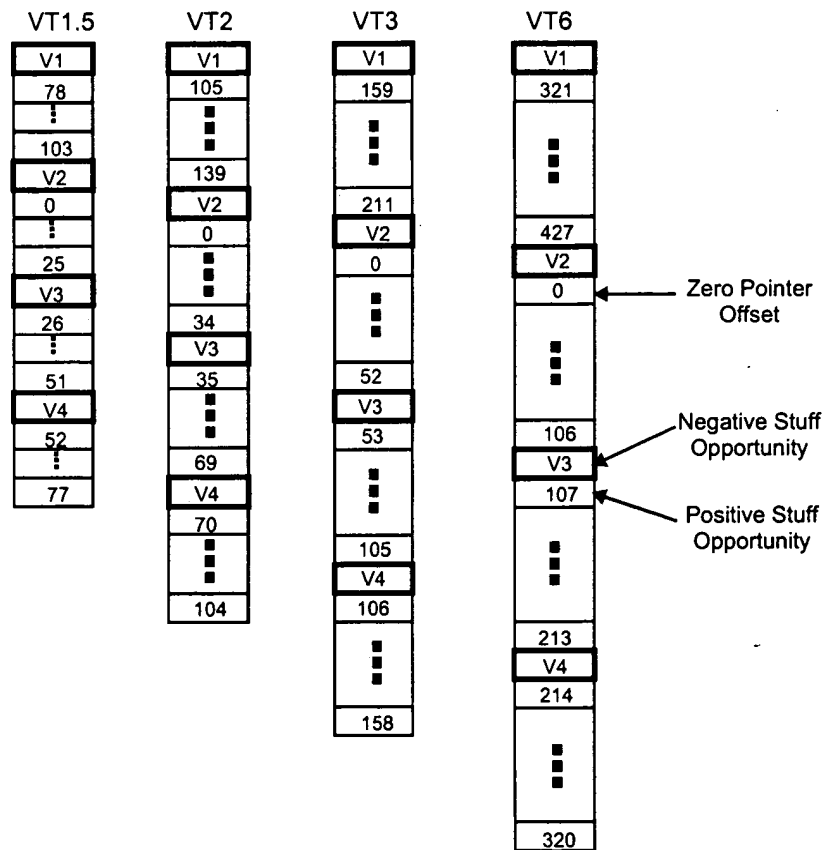 VT1.5
V1
78
103
V2
0
25
V3
26
51
V4
52
77
VT2
V1
105
139
V2
0
34
V3
35
69
V4
70
104
VT3
V1
159
211
V2
0
52
V3
53
105
V4
106
158
VT6
V1
321
427
V2
0
106
V3
107
213
V4
214
320
Zero Pointer
Offset
Negative Stuff
Opportunity
Positive Stuff
Opportunity